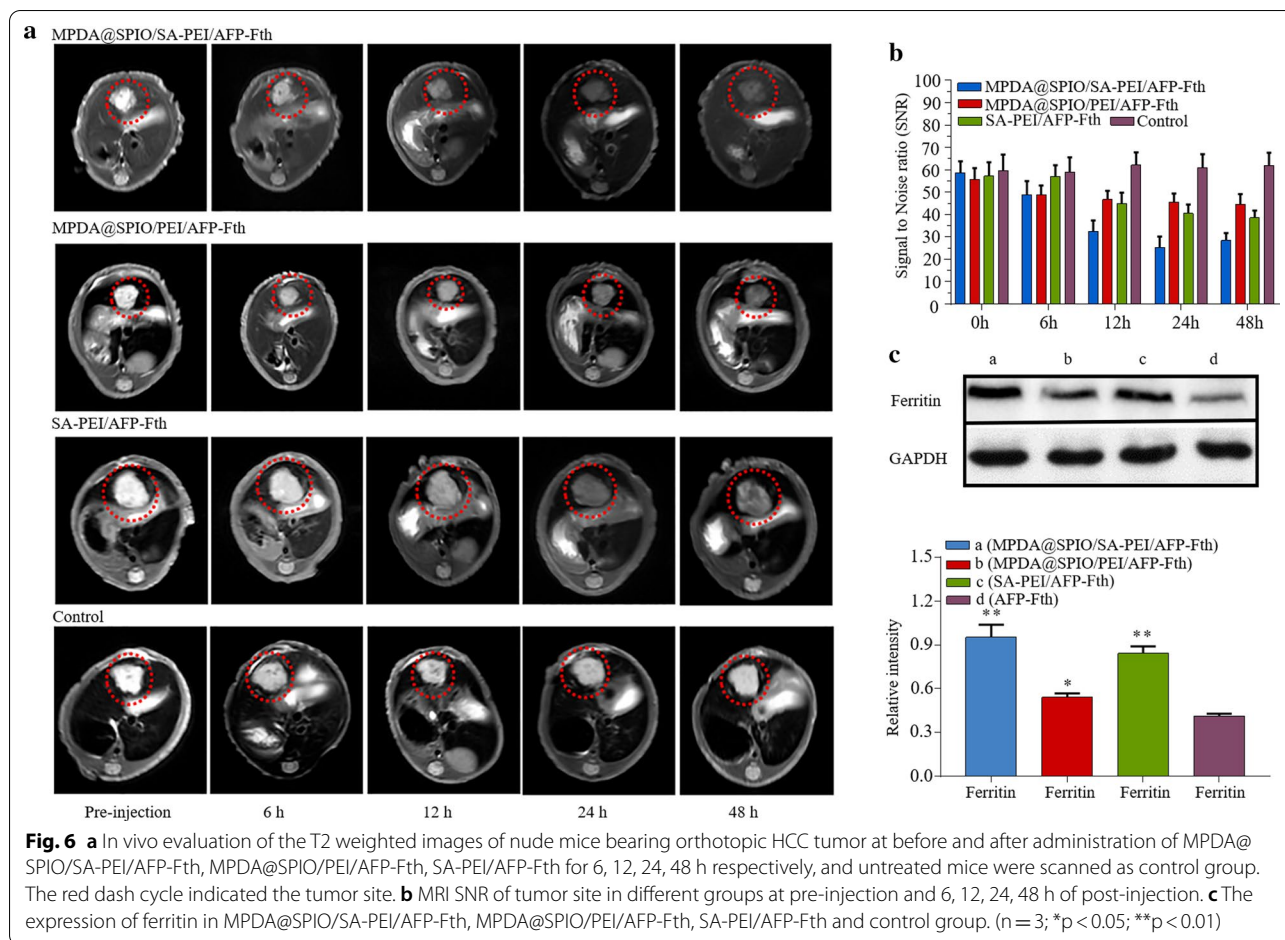 a
MPDA@SPIO/SA-PEI/AFP-Fth
MPDA@SPIO/PEI/AFP-Fth
SA-PEI/AFP-Fth
Control
Pre-injection 6 h 12 h 24 h 48 h
b
Signal to Noise ratio (SNR)
100
90
80
70
60
50
40
30
20
10
0
MPDA@SPIO/SA-PEI/AFP-Fth
MPDA@SPIO/PEI/AFP-Fth
SA-PEI/AFP-Fth Control
0h 6h 12h 24h 48h
c
a b c d
Ferritin
GAPDH
Relative intensity
1.5
1.2
0.9
0.6
0.3
0.0
a (MPDA@SPIO/SA-PEI/AFP-Fth)
b (MPDA@SPIO/PEI/AFP-Fth)
c (SA-PEI/AFP-Fth)
d (AFP-Fth)
** * **
Ferritin Ferritin Ferritin Ferritin
Fig. 6 a In vivo evaluation of the T2 weighted images of nude mice bearing orthotopic HCC tumor at before and after administration of MPDA@
SPIO/SA-PEI/AFP-Fth, MPDA@SPIO/PEI/AFP-Fth, SA-PEI/AFP-Fth for 6, 12, 24, 48 h respectively, and untreated mice were scanned as control group.
The red dash cycle indicated the tumor site. b MRI SNR of tumor site in different groups at pre-injection and 6, 12, 24, 48 h of post-injection. c The
expression of ferritin in MPDA@SPIO/SA-PEI/AFP-Fth, MPDA@SPIO/PEI/AFP-Fth, SA-PEI/AFP-Fth and control group. (n = 3; *p < 0.05; **p < 0.01)